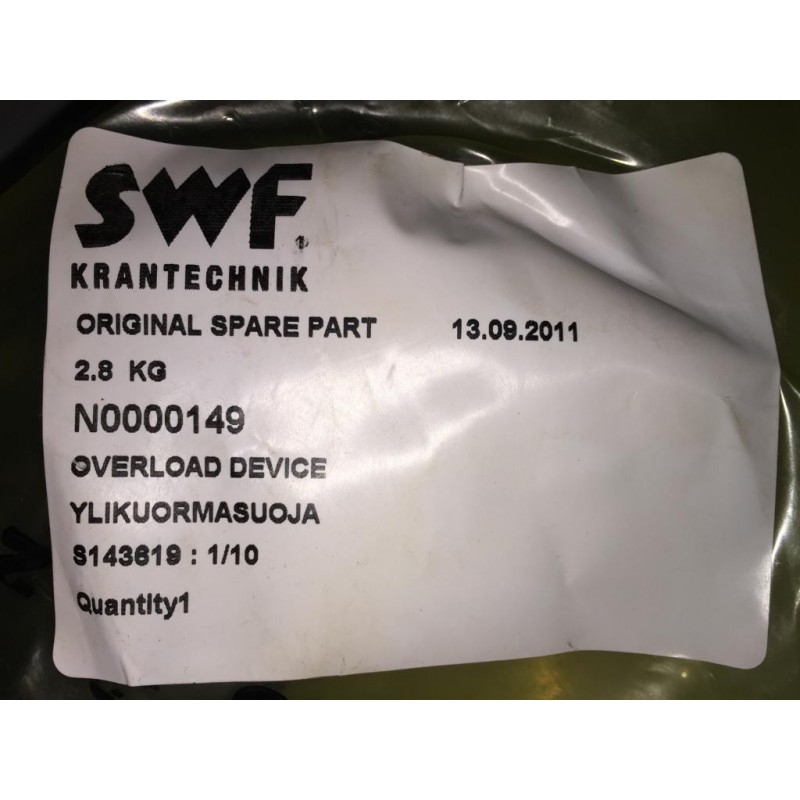 SWF
KRANTECHNIK
ORIGINAL SPARE PART 13.09.2011
2.8 KG
N0000149
OVERLOAD DEVICE
YLIKUORMASUOJA
S143619 : 1/10
Quantity1